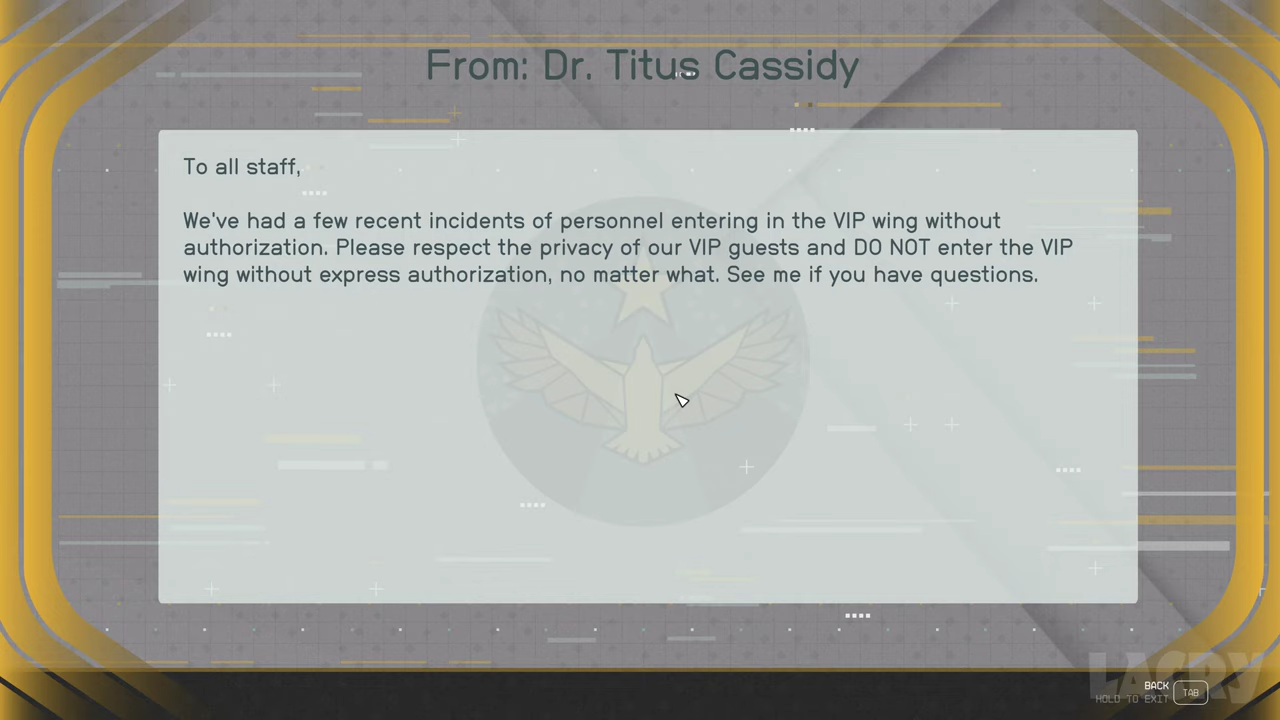 From: Dr. Titus Cassidy
To all staff,
We've had a few recent incidents of personnel entering in the VIP wing without
authorization. Please respect the privacy of our VIP guests and DO NOT enter the VIP
wing without express authorization, no matter what. See me if you have questions.
LACRY
BACK
HOLD TO EXIT
TAB